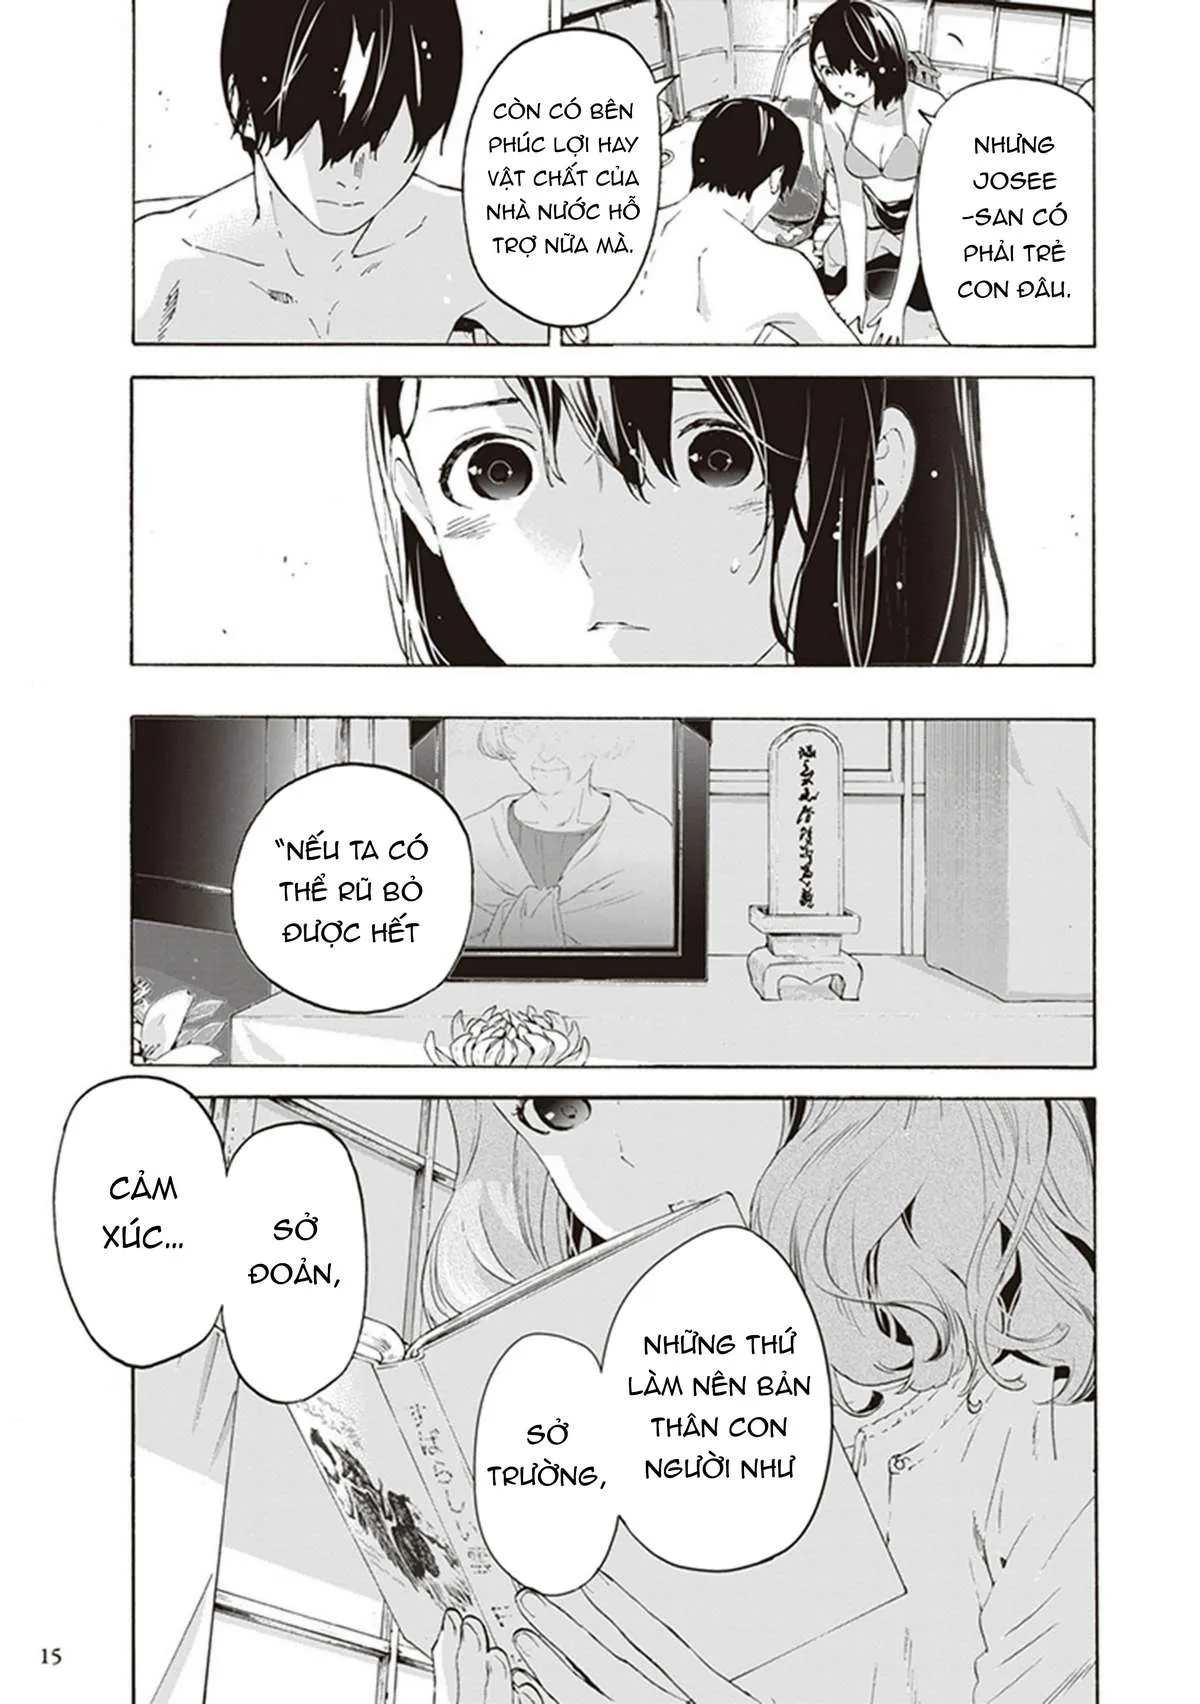 NHƯNG
JOSEE
-SAN CÓ
PHẢI TRẺ
CON ĐÂU.
CÒN CÓ BÊN
PHÚC LỢI HAY
VẬT CHẤT CỦA
NHÀ NƯỚC HỖ
TRỢ NỮA MÀ.
“NẾU TA CÓ
THỂ RŨ BỎ
ĐƯỢC HẾT
NHỮNG THỨ
LÀM NÊN BẢN
THÂN CON
NGƯỜI NHƯ
SỞ
TRƯỜNG,
SỞ
ĐOẢN,
CẢM
XÚC...
15